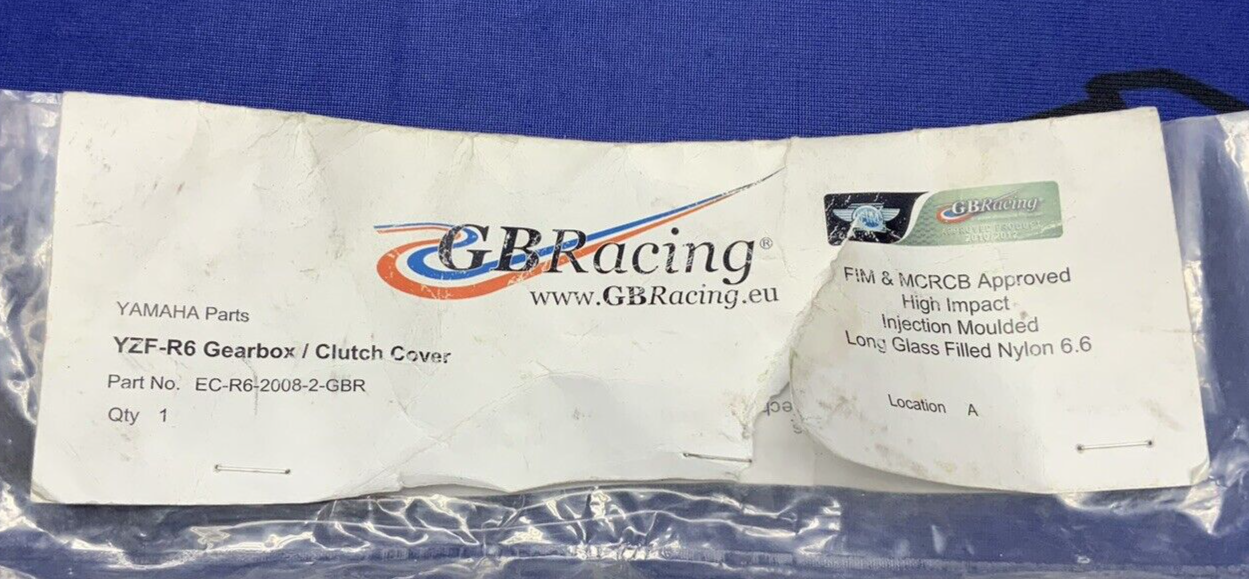 GBRacing®
www.GBRacing.eu
YAMAHA Parts
YZF-R6 Gearbox / Clutch Cover
Part No. EC-R6-2008-2-GBR
Qty 1
GBRacing
FIM & MCRCB Approved
High Impact
Injection Moulded
Long Glass Filled Nylon 6.6
Location A